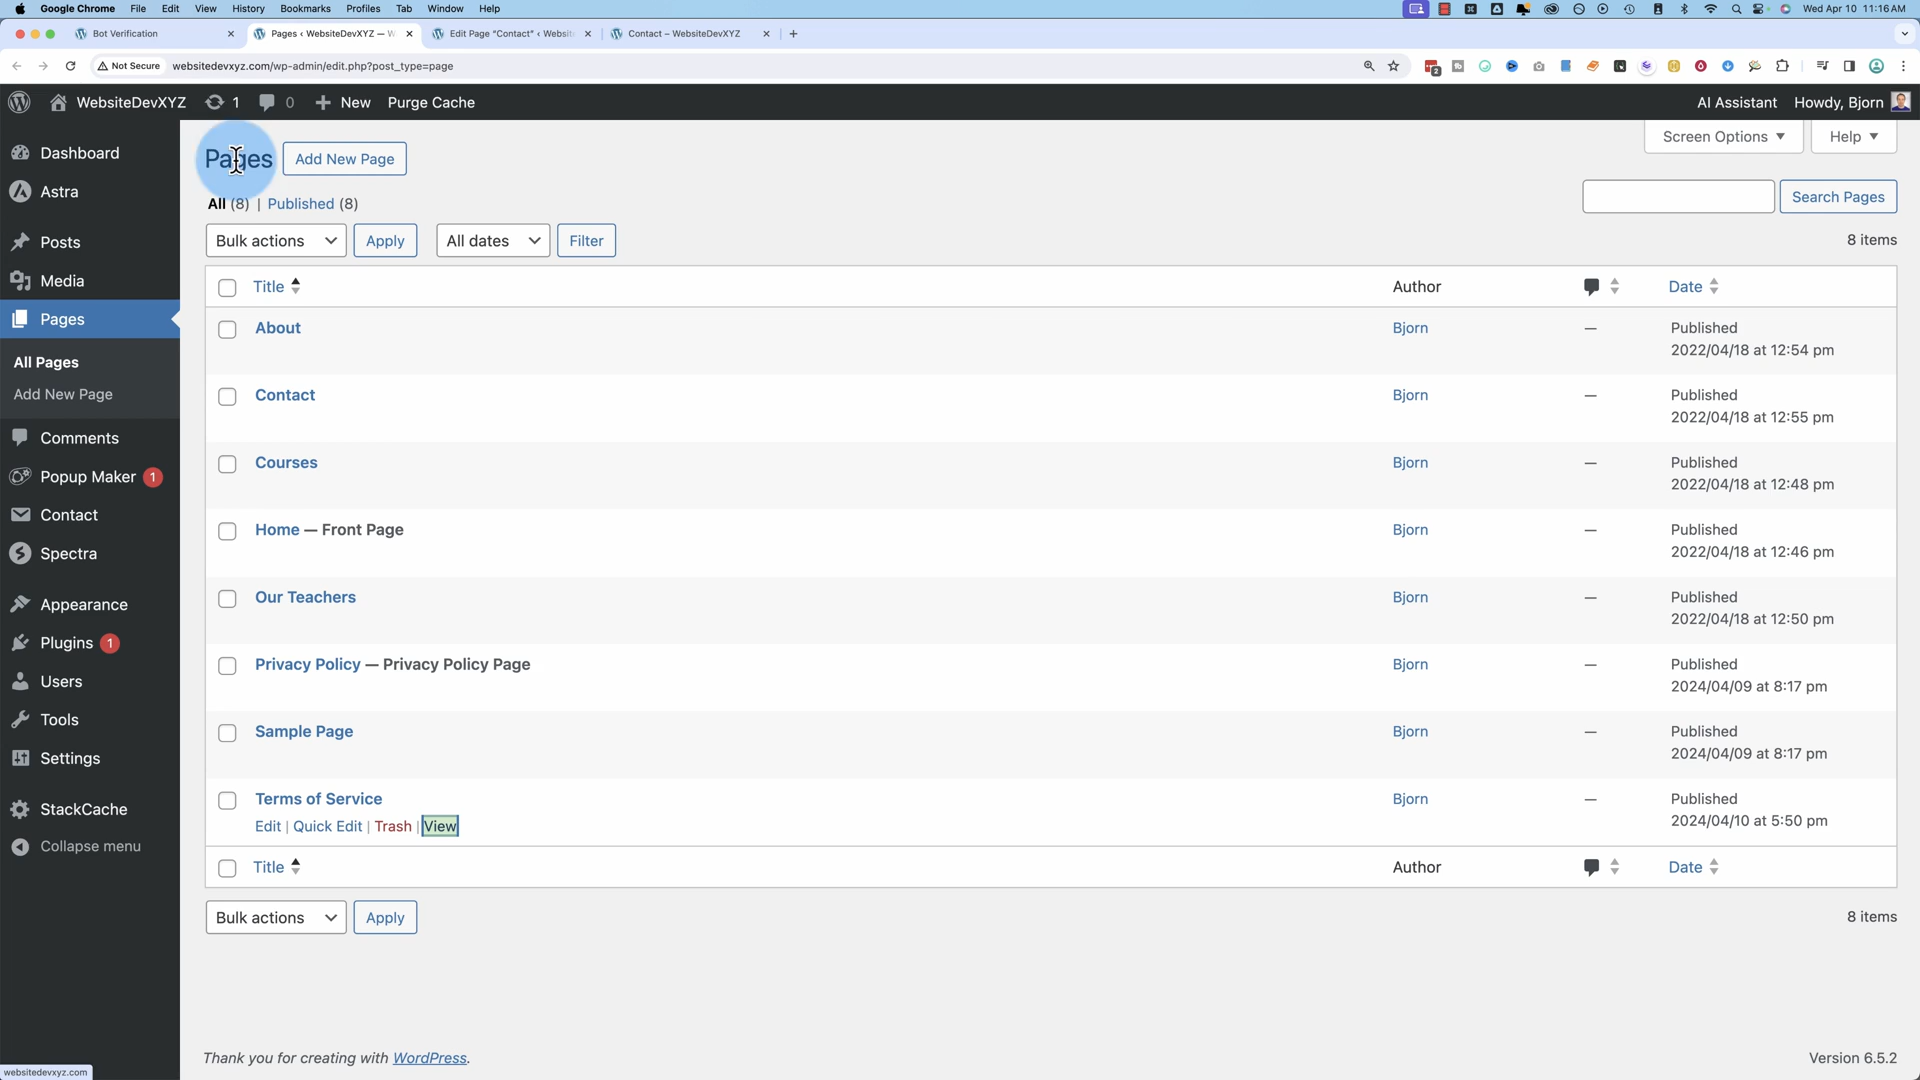 Google Chrome File Edit View History Bookmarks Profiles Tab Window Help Wed Apr 10 11:16 AM
Bot Verification Pages ‹ WebsiteDevXYZ — W Edit Page "Contact" ‹ Websit Contact – WebsiteDevXYZ
Not Secure websitedevxyz.com/wp-admin/edit.php?post_type=page 2
WebsiteDevXYZ 1 0 New Purge Cache AI Assistant Howdy, Bjorn
Dashboard
Astra
Posts
Media
Pages
All Pages
Add New Page
Comments
Popup Maker 1
Contact
Spectra
Appearance
Plugins 1
Users
Tools
Settings
StackCache
Collapse menu
Pages Add New Page Screen Options Help
All (8) | Published (8) Search Pages
Bulk actions Apply All dates Filter 8 items
Title Author Date
About Bjorn — Published
2022/04/18 at 12:54 pm
Contact Bjorn — Published
2022/04/18 at 12:55 pm
Courses Bjorn — Published
2022/04/18 at 12:48 pm
Home — Front Page Bjorn — Published
2022/04/18 at 12:46 pm
Our Teachers Bjorn — Published
2022/04/18 at 12:50 pm
Privacy Policy — Privacy Policy Page Bjorn — Published
2024/04/09 at 8:17 pm
Sample Page Bjorn — Published
2024/04/09 at 8:17 pm
Terms of Service Bjorn — Published
Edit | Quick Edit | Trash | View 2024/04/10 at 5:50 pm
Title Author Date
Bulk actions Apply 8 items
Thank you for creating with WordPress. Version 6.5.2
websitedevxyz.com